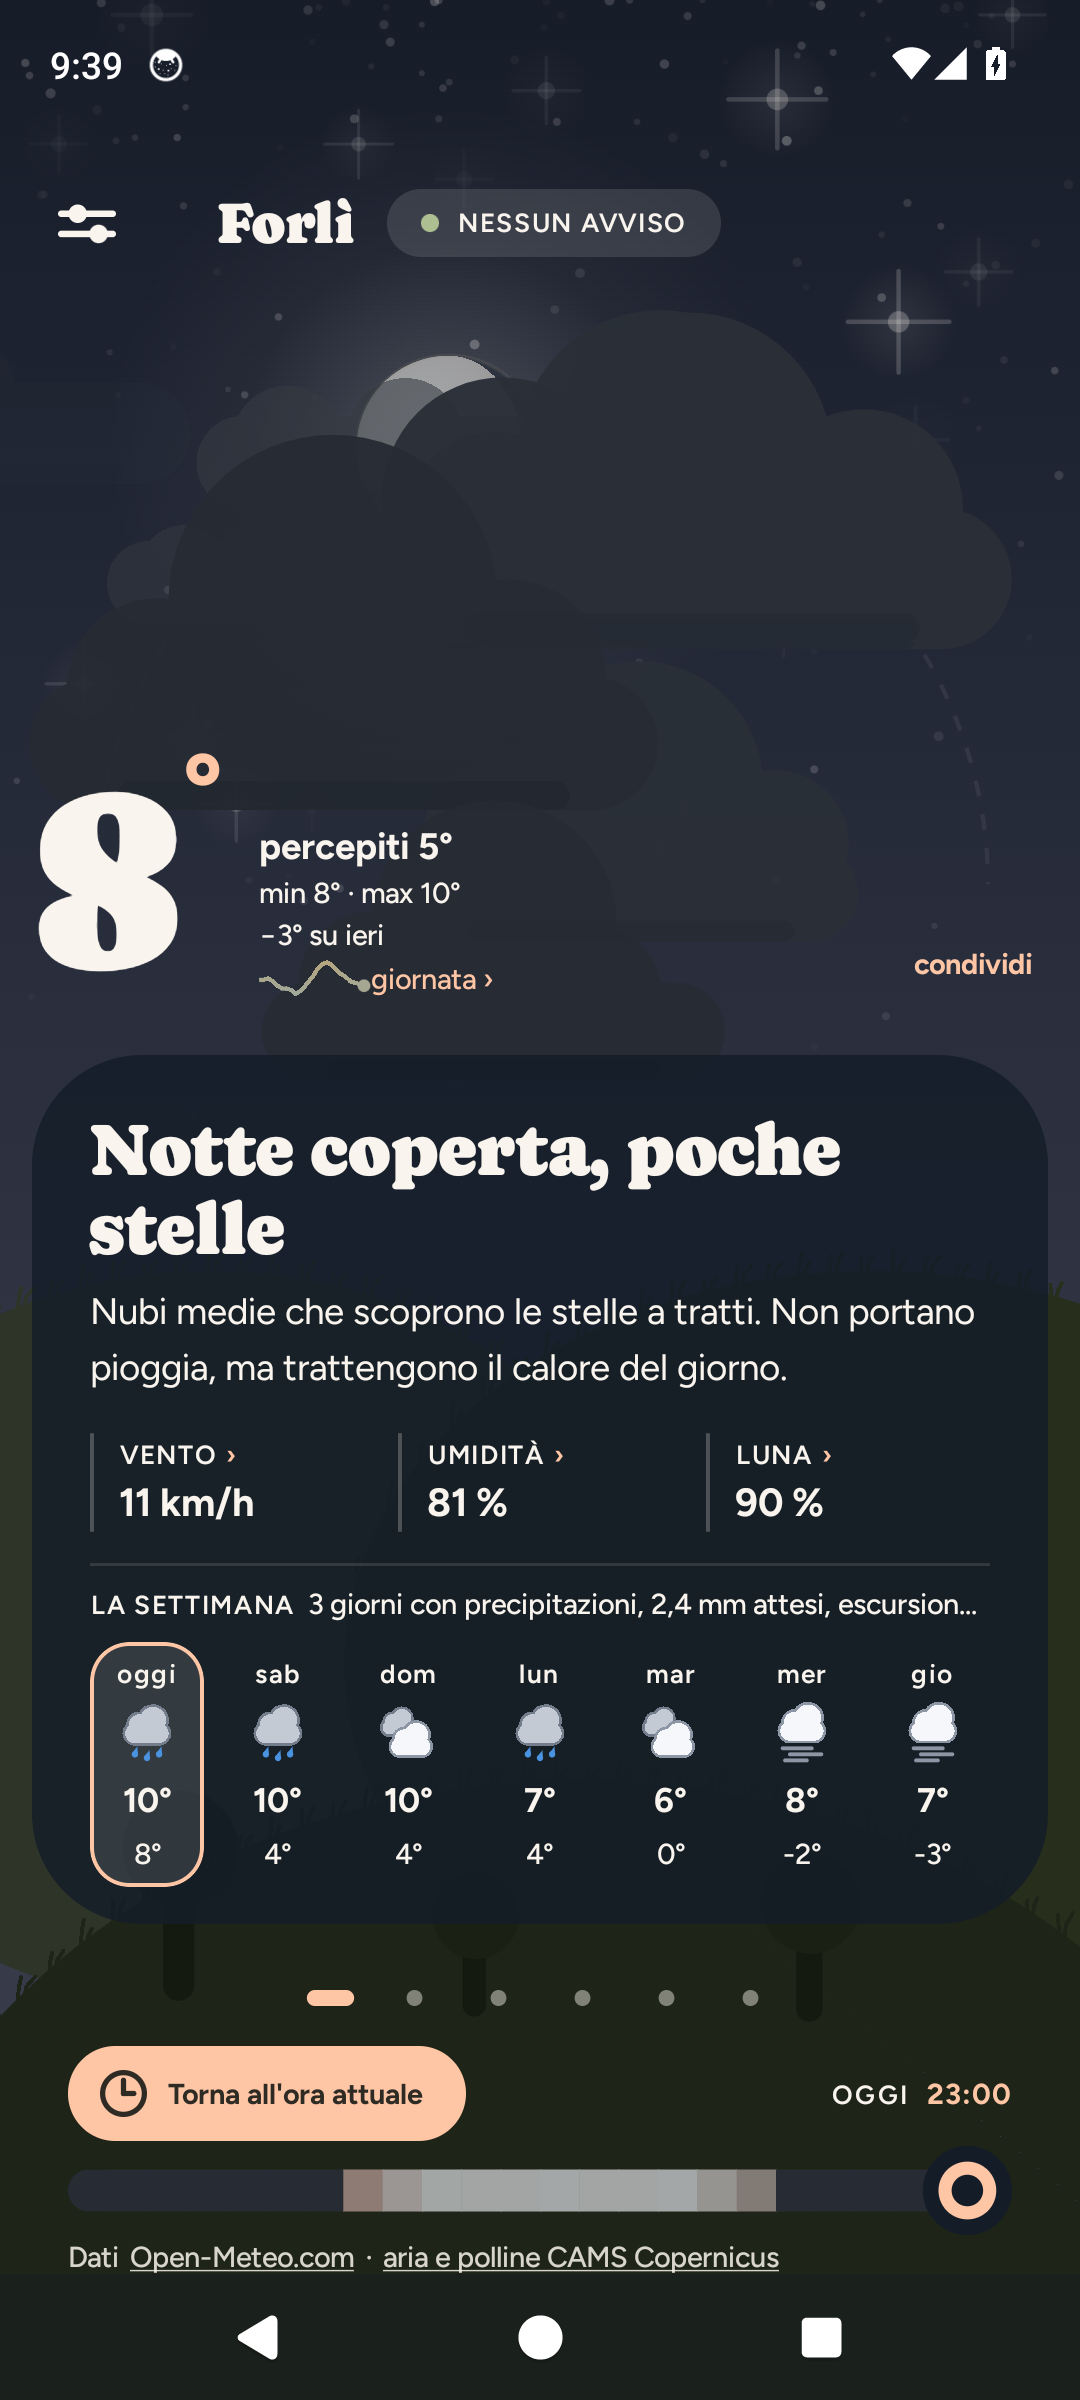 9:39
Forlì
NESSUN AVVISO
8°
percepiti 5°
min 8° · max 10°
−3° su ieri
giornata ›
condividi
Notte coperta, poche
stelle
Nubi medie che scoprono le stelle a tratti. Non portano
pioggia, ma trattengono il calore del giorno.
VENTO › UMIDITÀ › LUNA ›
11 km/h 81 % 90 %
LA SETTIMANA 3 giorni con precipitazioni, 2,4 mm attesi, escursion...
oggi sab dom lun mar mer gio
10° 10° 10° 7° 6° 8° 7°
8° 4° 4° 4° 0° -2° -3°
Torna all'ora attuale
OGGI 23:00
Dati Open-Meteo.com · aria e polline CAMS Copernicus